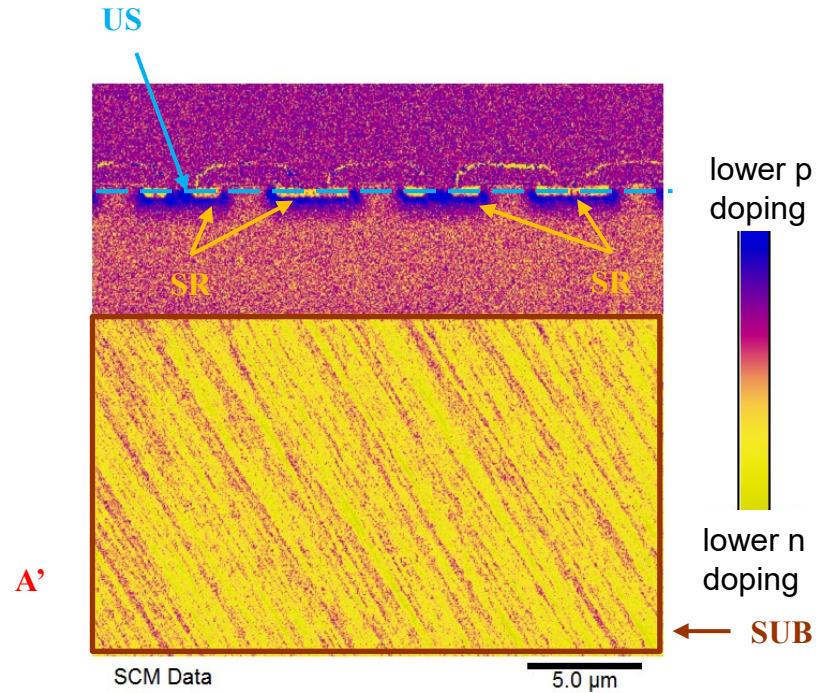 US
lower p
doping
SR
SR
lower n
doping
A’
SUB
SCM Data
5.0 µm